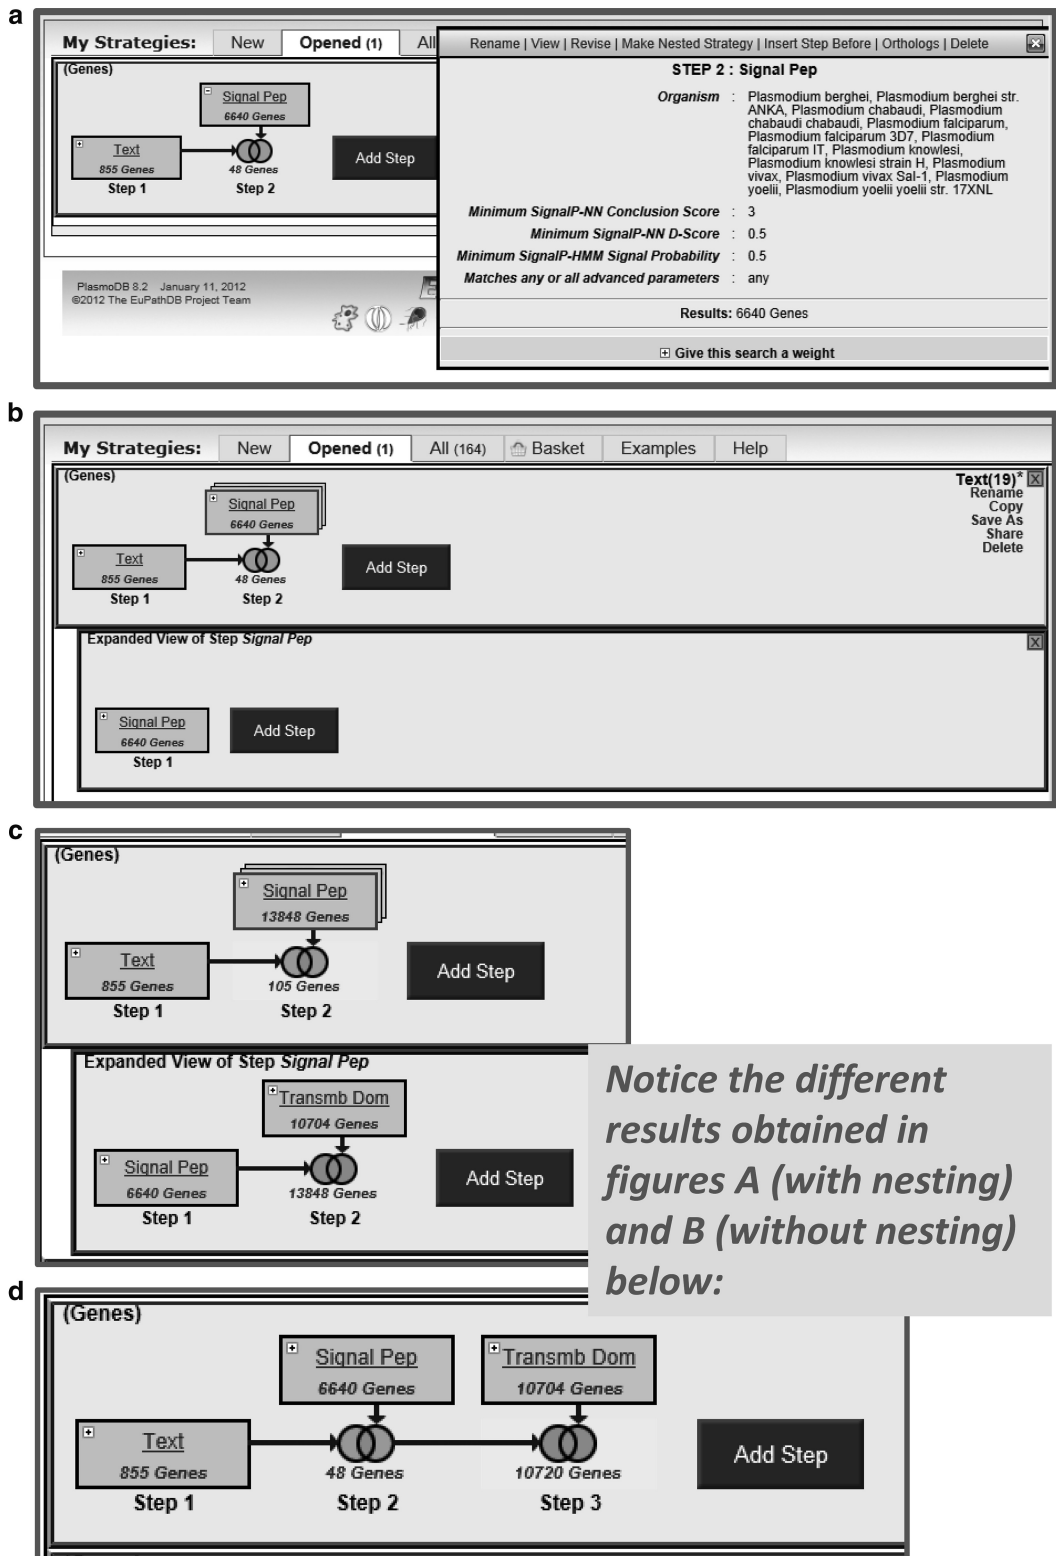 a
My Strategies: New Opened (1) All
(Genes)
Signal Pep
6640 Genes
Text
855 Genes
48 Genes
Step 1 Step 2
Add Step
PlasmoDB 8.2 January 11, 2012
©2012 The EuPathDB Project Team
Rename | View | Revise | Make Nested Strategy | Insert Step Before | Orthologs | Delete
STEP 2 : Signal Pep
Organism : Plasmodium berghei, Plasmodium berghei str.
ANKA, Plasmodium chabaudi, Plasmodium
chabaudi chabaudi, Plasmodium falciparum,
Plasmodium falciparum 3D7, Plasmodium
falciparum IT, Plasmodium knowlesi,
Plasmodium knowlesi strain H, Plasmodium
vivax, Plasmodium vivax Sal-1, Plasmodium
yoelii, Plasmodium yoelii yoelii str. 17XNL
Minimum SignalP-NN Conclusion Score : 3
Minimum SignalP-NN D-Score : 0.5
Minimum SignalP-HMM Signal Probability : 0.5
Matches any or all advanced parameters : any
Results: 6640 Genes
Give this search a weight
b
My Strategies: New Opened (1) All (164) Basket Examples Help
(Genes)
Text(19)*
Rename
Copy
Save As
Share
Delete
Signal Pep
6640 Genes
Text
855 Genes
48 Genes
Step 1 Step 2
Add Step
Expanded View of Step Signal Pep
Signal Pep
6640 Genes
Step 1
Add Step
c
(Genes)
Signal Pep
13848 Genes
Text
855 Genes
105 Genes
Step 1 Step 2
Add Step
Expanded View of Step Signal Pep
Transmb Dom
10704 Genes
Signal Pep
6640 Genes
13848 Genes
Step 1 Step 2
Add Step
Notice the different
results obtained in
figures A (with nesting)
and B (without nesting)
below:
d
(Genes)
Signal Pep Transmb Dom
6640 Genes 10704 Genes
Text
855 Genes 48 Genes 10720 Genes
Step 1 Step 2 Step 3
Add Step